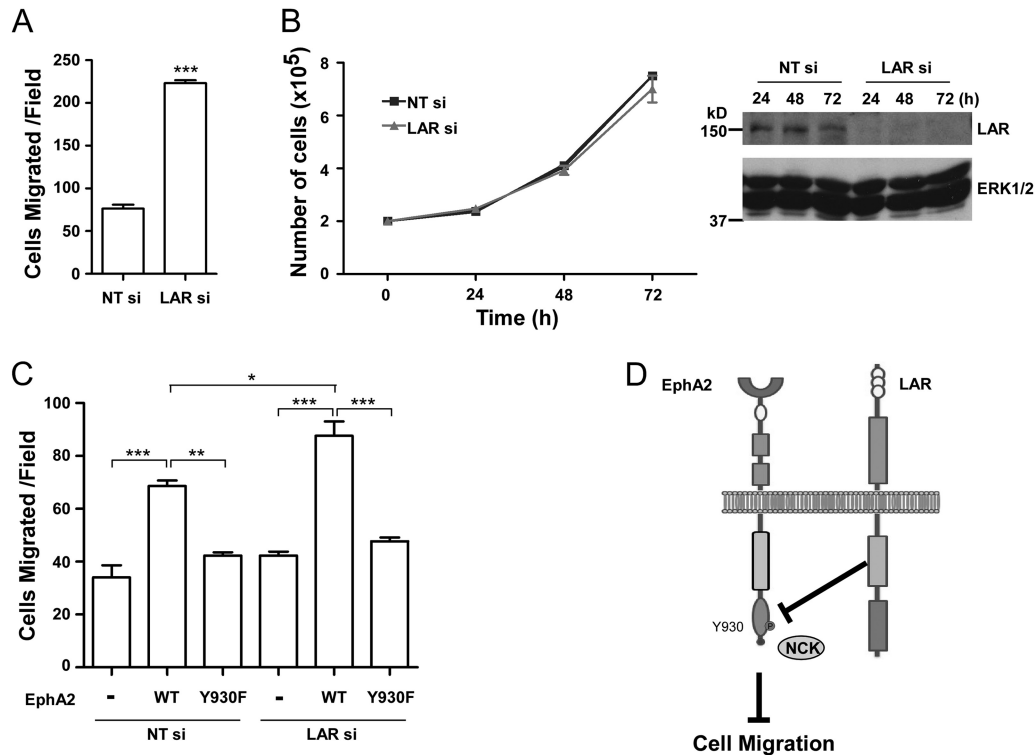 A
Cells Migrated /Field
250
200
150
100
50
0
***
NT si LAR si
B
Number of cells (x10⁵)
8
6
4
2
0
NT si
LAR si
0 24 48 72
Time (h)
NT si LAR si
24 48 72 24 48 72 (h)
kD
150
LAR
ERK1/2
37
C
Cells Migrated /Field
100
80
60
40
20
0
*
*** **
*** ***
EphA2 - WT Y930F - WT Y930F
NT si LAR si
D
EphA2
LAR
Y930
P
NCK
Cell Migration